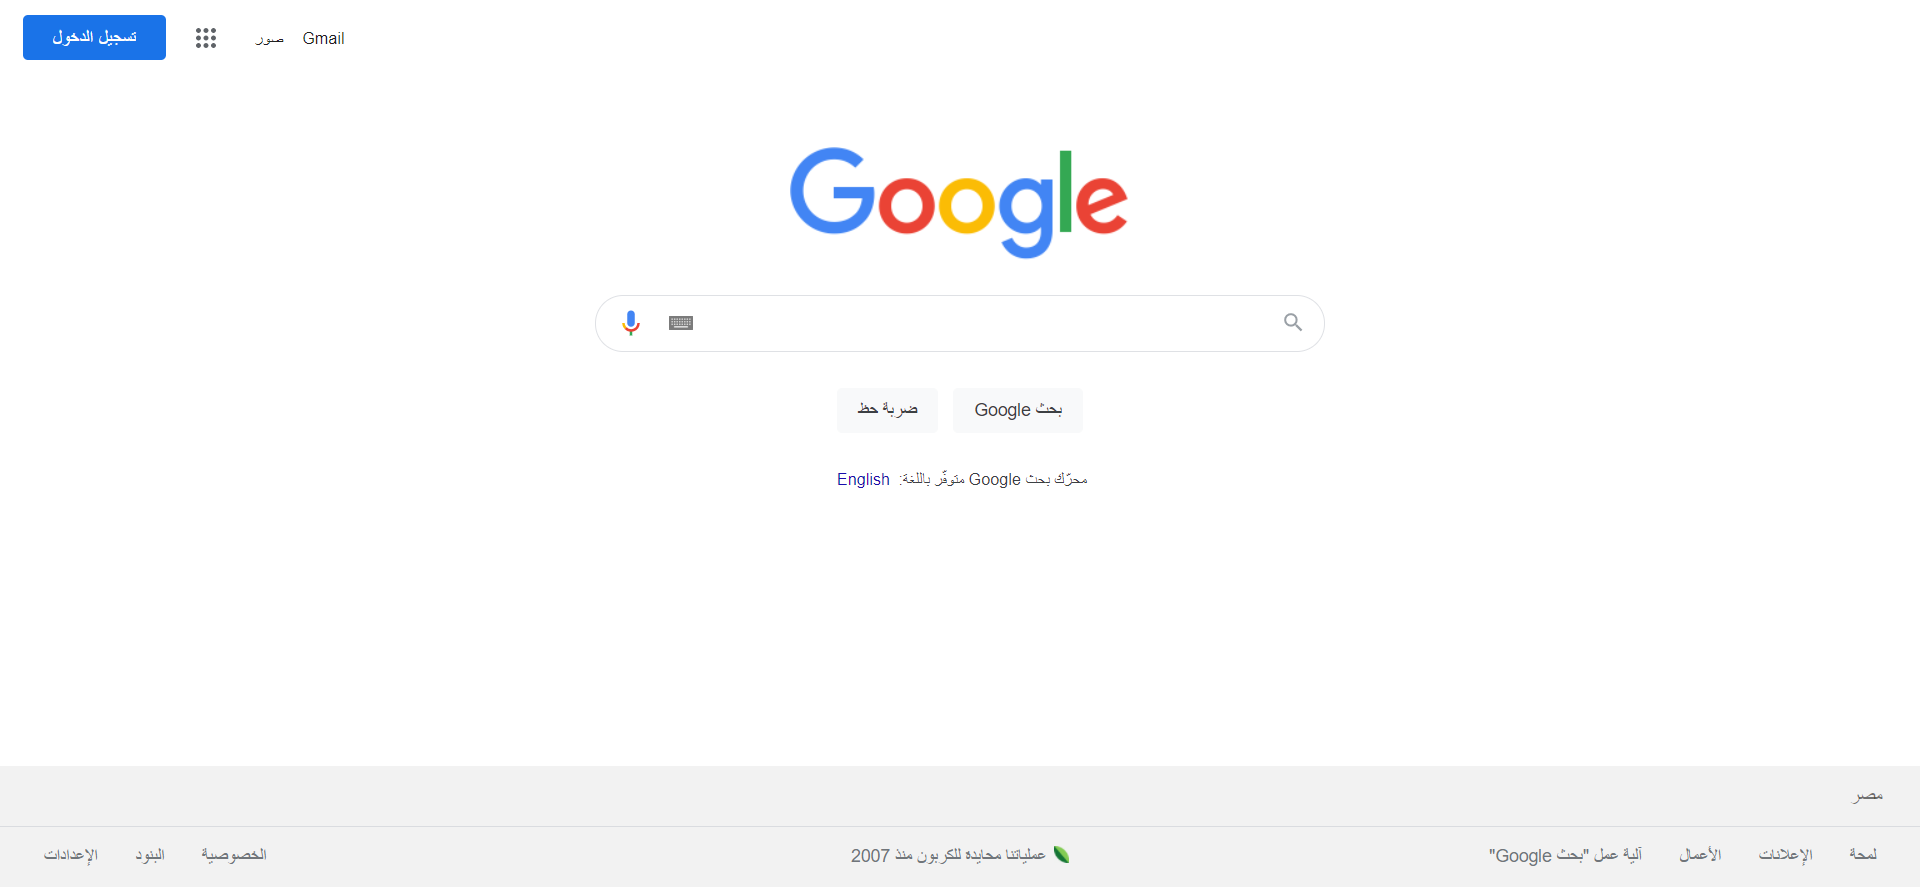 Gmail صور تسجيل الدخول
Google
بحث Google ضربة حظ
محرّك بحث Google متوفّر باللغة: English
مصر
لمحة الإعلانات الأعمال آلية عمل "بحث Google" عملياتنا محايدة للكربون منذ 2007 الخصوصية البنود الإعدادات